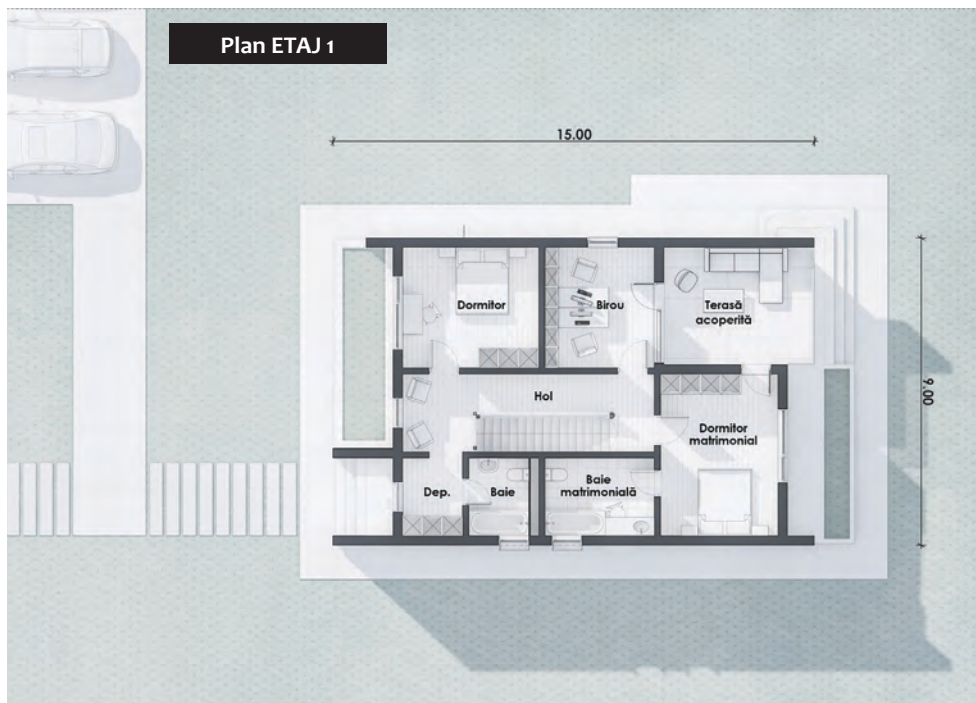 Plan ETAJ 1
15.00
Dormitor
Birou
Terasă
acoperită
9.00
Hol
Dormitor
matrimonial
Dep.
Baie
Baie
matrimonială